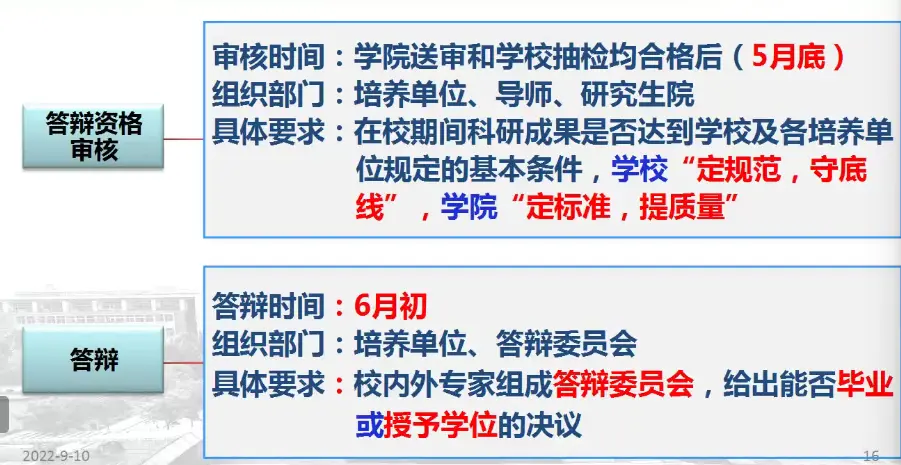 答辩资格
审核
审核时间：学院送审和学校抽检均合格后（5月底）
组织部门：培养单位、导师、研究生院
具体要求：在校期间科研成果是否达到学校及各培养单
位规定的基本条件，学校“定规范，守底
线”，学院“定标准，提质量”
答辩
答辩时间：6月初
组织部门：培养单位、答辩委员会
具体要求：校内外专家组成答辩委员会，给出能否毕业
或授予学位的决议
2022-9-10
16